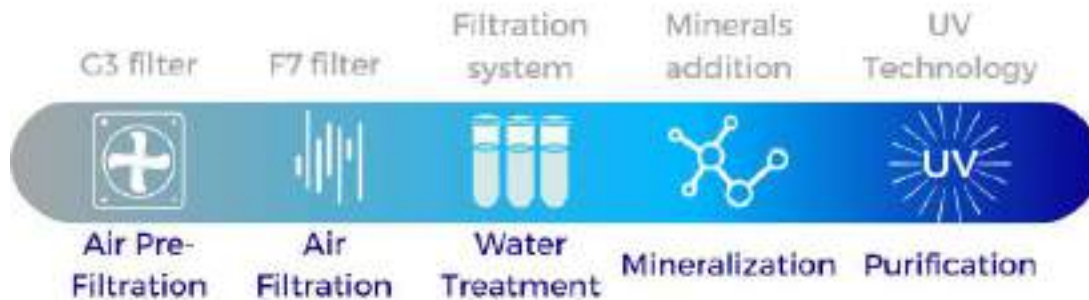 G3 filter
F7 filter
Filtration
system
Minerals
addition
UV
Technology
UV
Air Pre-
Filtration
Air
Filtration
Water
Treatment
Mineralization
Purification